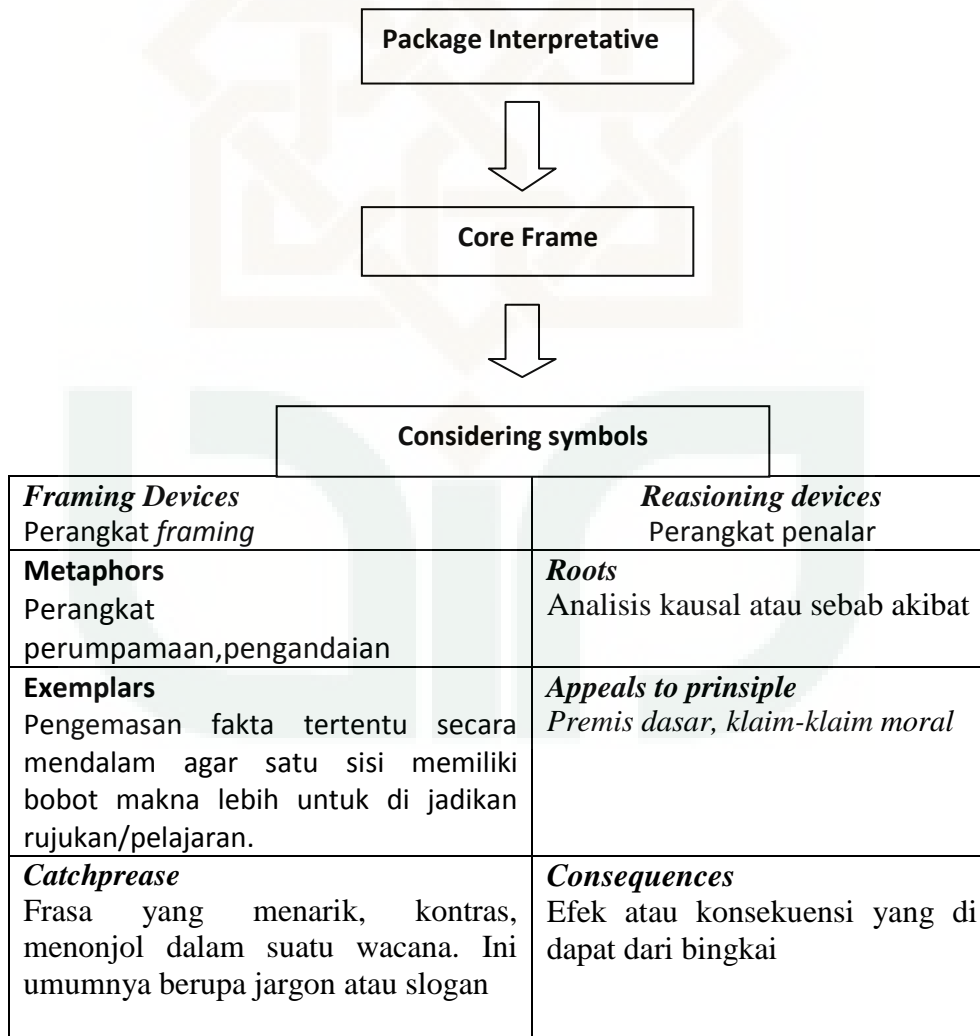 Package Interpretative
Core Frame
Considering symbols
Framing Devices
Perangkat framing
Reasioning devices
Perangkat penalar
Metaphors
Perangkat
perumpamaan,pengandaian
Roots
Analisis kausal atau sebab akibat
Exemplars
Pengemasan fakta tertentu secara
mendalam agar satu sisi memiliki
bobot makna lebih untuk di jadikan
rujukan/pelajaran.
Appeals to prinsiple
Premis dasar, klaim-klaim moral
Catchprease
Frasa yang menarik, kontras,
menonjol dalam suatu wacana. Ini
umumnya berupa jargon atau slogan
Consequences
Efek atau konsekuensi yang di
dapat dari bingkai